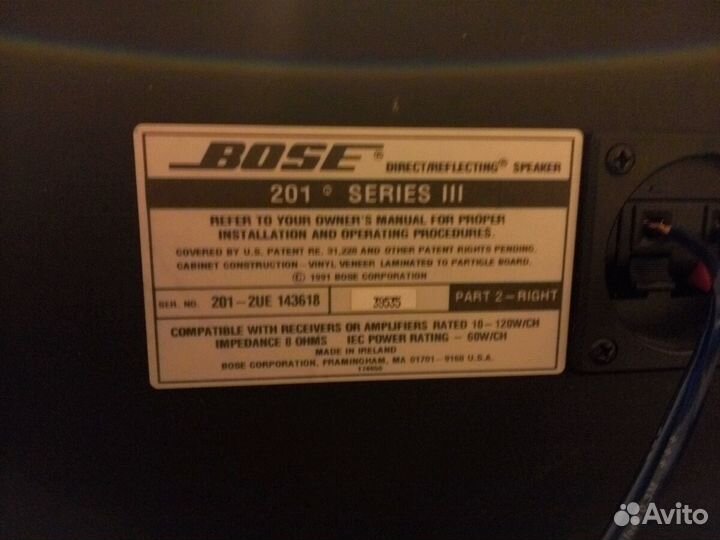 BOSE® DIRECT/REFLECTING® SPEAKER
201® SERIES III
REFER TO YOUR OWNER'S MANUAL FOR PROPER
INSTALLATION AND OPERATING PROCEDURES.
COVERED BY U.S. PATENT RE. 31,228 AND OTHER PATENT RIGHTS PENDING.
CABINET CONSTRUCTION - VINYL VENEER LAMINATED TO PARTICLE BOARD.
© 1991 BOSE CORPORATION
SER. NO. 201-2UE 143618 39535 PART 2-RIGHT
COMPATIBLE WITH RECEIVERS OR AMPLIFIERS RATED 10-120W/CH
IMPEDANCE 8 OHMS IEC POWER RATING - 60W/CH
MADE IN IRELAND
BOSE CORPORATION, FRAMINGHAM, MA 01701-9168 U.S.A.
Avito